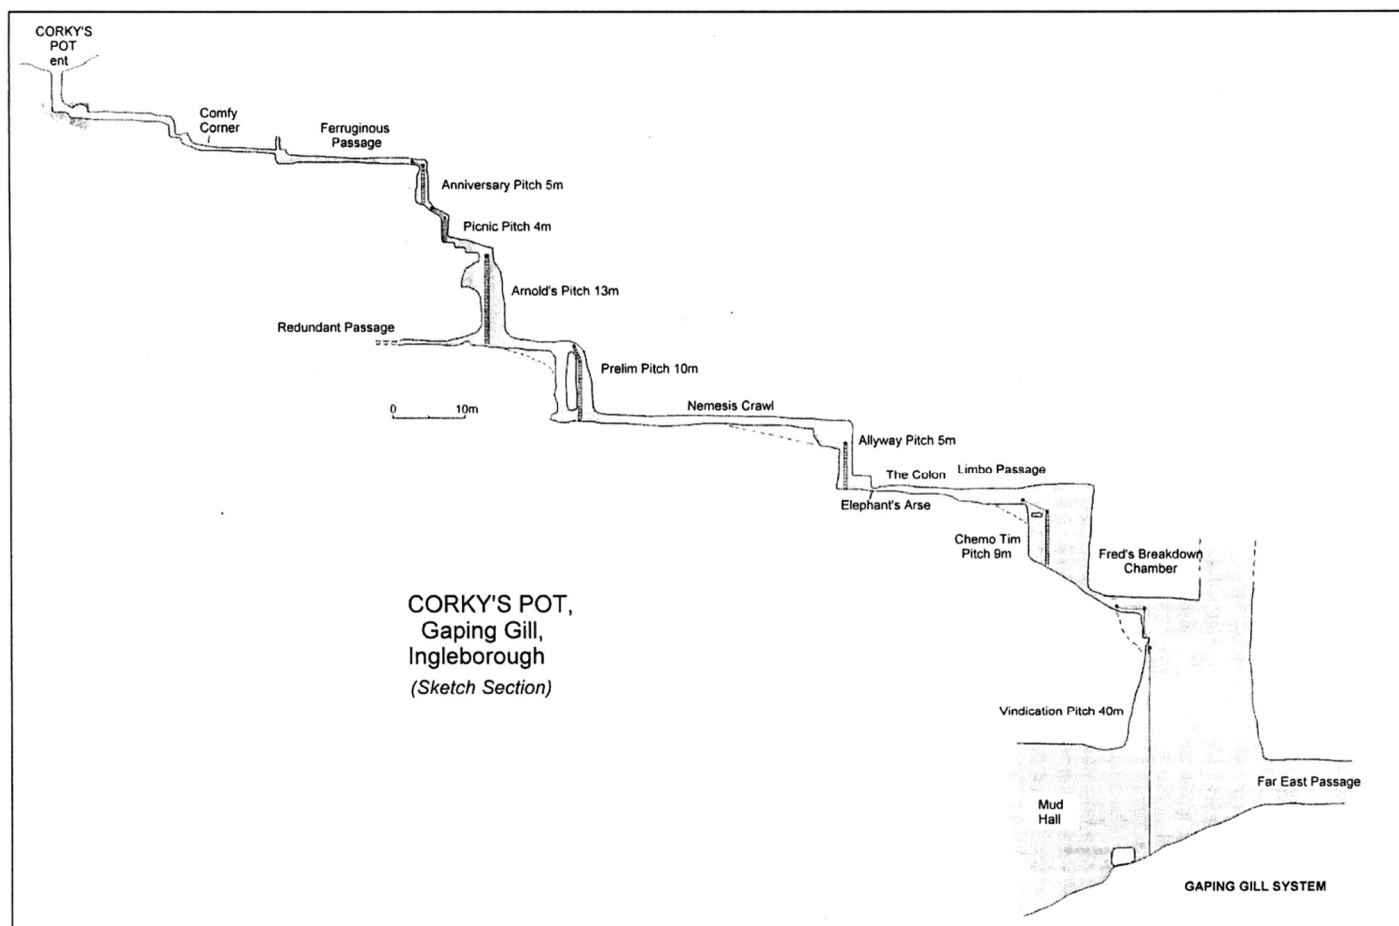 CORKY'S
POT
ent
Comfy
Corner
Ferruginous
Passage
Anniversary Pitch 5m
Picnic Pitch 4m
Arnold's Pitch 13m
Redundant Passage
Prelim Pitch 10m
0 10m
Nemesis Crawl
Allyway Pitch 5m
The Colon
Limbo Passage
Elephant's Arse
Chemo Tim
Pitch 9m
Fred's Breakdown
Chamber
CORKY'S POT,
Gaping Gill,
Ingleborough
(Sketch Section)
Vindication Pitch 40m
Far East Passage
Mud
Hall
GAPING GILL SYSTEM